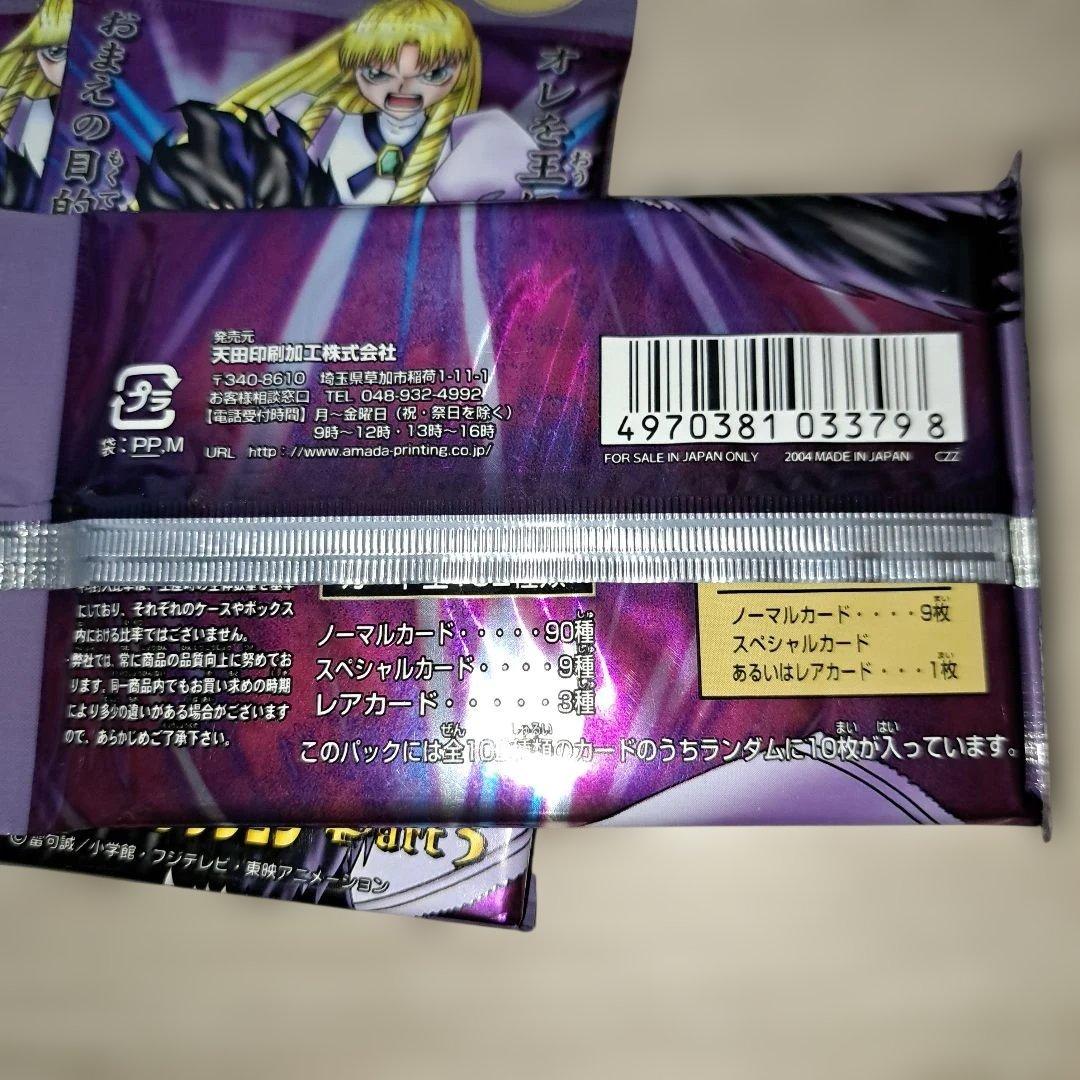 おまえの目的
もくて
オレを王
おう
発売元
天田印刷加工株式会社
〒340-8610 埼玉県草加市稲荷1-11-1
お客様相談窓口 TEL 048-932-4992
【電話受付時間】月〜金曜日（祝・祭日を除く）
9時〜12時・13時〜16時
URL http://www.amada-printing.co.jp/
プラ
袋:PP,M
4970381 033798
FOR SALE IN JAPAN ONLY 2004 MADE IN JAPAN CZZ
にしており、それぞれのケースやボックス
内における比率ではございません。
弊社では、常に商品の品質向上に努めてお
ります。同一商品内でもお買い求めの時期
により多少の違いがある場合がございます
ので、あらかじめご了承下さい。
ノーマルカード・・・・・90種
スペシャルカード・・・・9種
レアカード・・・・・3種
ノーマルカード・・・・9枚
スペシャルカード
あるいはレアカード・・・1枚
このパックには全10種類のカードのうちランダムに10枚が入っています。
Part 3
©雷句誠/小学館・フジテレビ・東映アニメーション